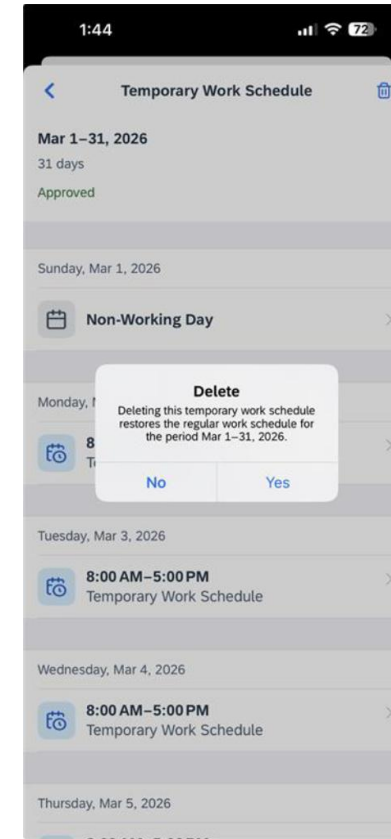 1:44
72
Temporary Work Schedule
Mar 1–31, 2026
31 days
Approved
Sunday, Mar 1, 2026
Non-Working Day
Monday,
8
Delete
Deleting this temporary work schedule
restores the regular work schedule for
the period Mar 1–31, 2026.
No
Yes
Tuesday, Mar 3, 2026
8:00 AM–5:00 PM
Temporary Work Schedule
Wednesday, Mar 4, 2026
8:00 AM–5:00 PM
Temporary Work Schedule
Thursday, Mar 5, 2026